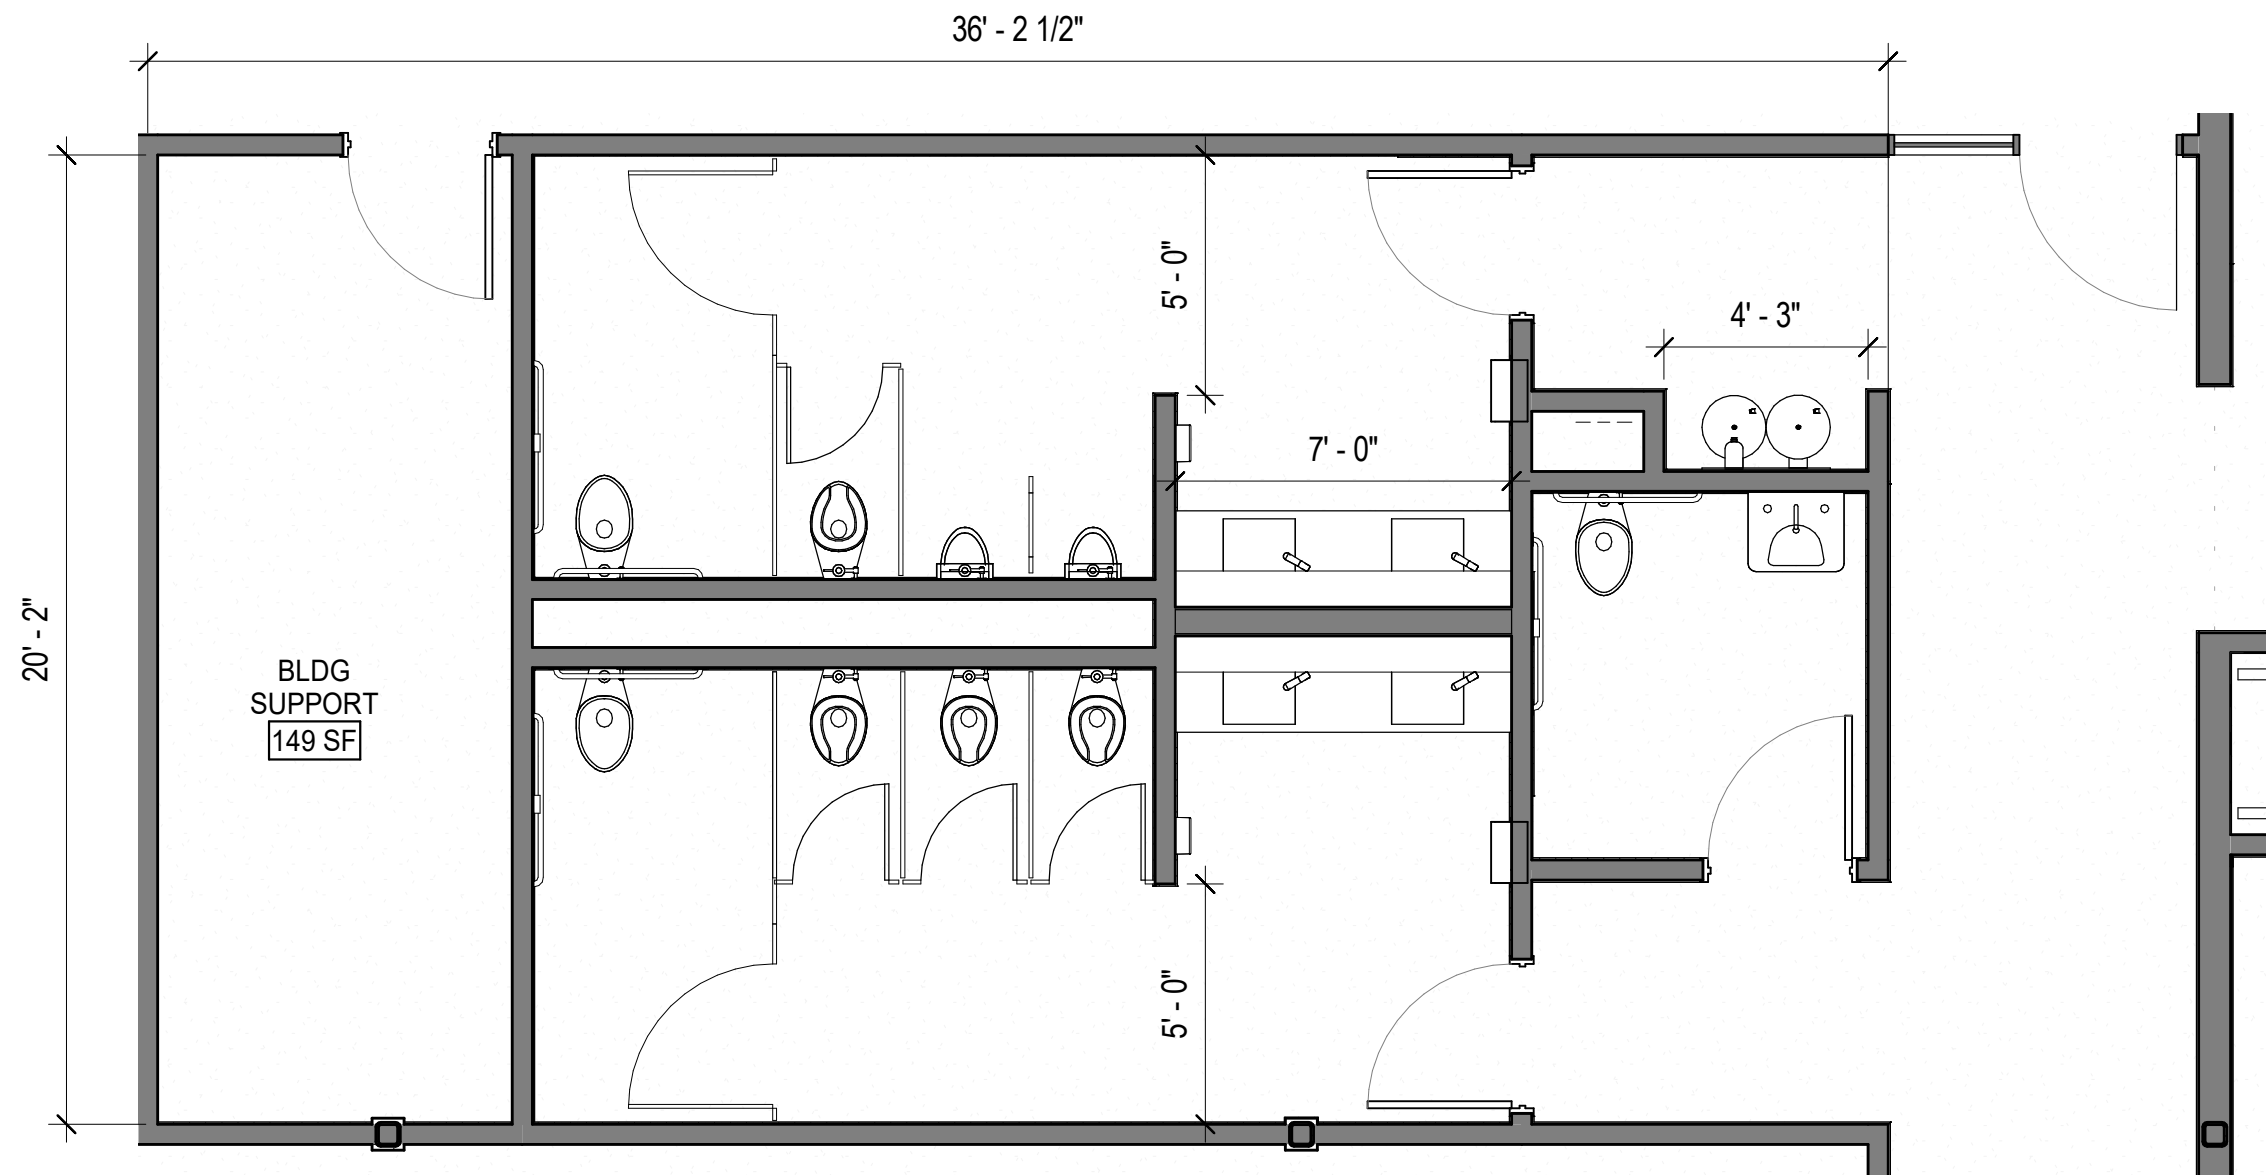 36' - 2 1/2"
5' - 0"
4' - 3"
7' - 0"
20' - 2"
BLDG
SUPPORT
149 SF
5' - 0"